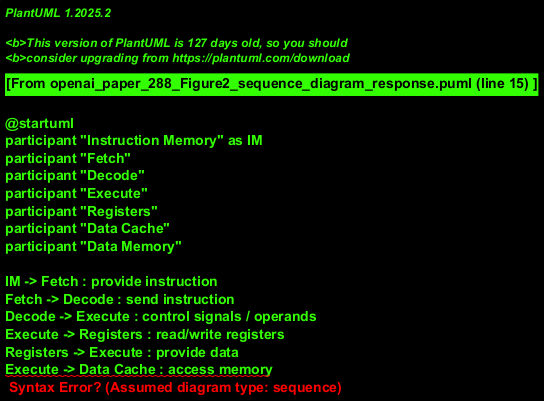 PlantUML 1.2025.2
<b>This version of PlantUML is 127 days old, so you should
<b>consider upgrading from https://plantuml.com/download
[From openai_paper_288_Figure2_sequence_diagram_response.puml (line 15) ]
@startuml
participant "Instruction Memory" as IM
participant "Fetch"
participant "Decode"
participant "Execute"
participant "Registers"
participant "Data Cache"
participant "Data Memory"
IM -> Fetch : provide instruction
Fetch -> Decode : send instruction
Decode -> Execute : control signals / operands
Execute -> Registers : read/write registers
Registers -> Execute : provide data
Execute -> Data Cache : access memory
Syntax Error? (Assumed diagram type: sequence)